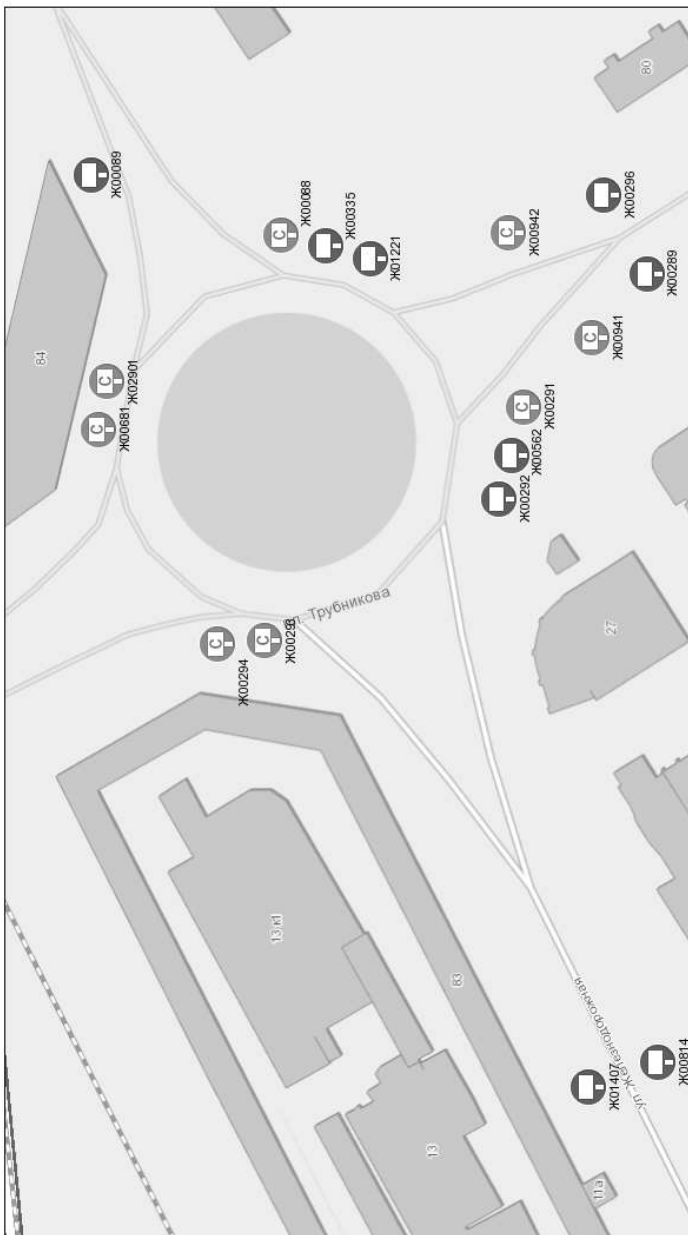 80
Ж00089
Ж00088
Ж00335
Ж01221
Ж00942
Ж00296
Ж00289
84
Ж02901
Ж00681
Ж00941
Ж00291
Ж00562
Ж00292
ул. Трубникова
Ж00293
Ж00294
27
13 к1
83
ул. Железнодорожная
Ж00814
Ж01407
13
11а
С
С
С
С
С
С
С
С